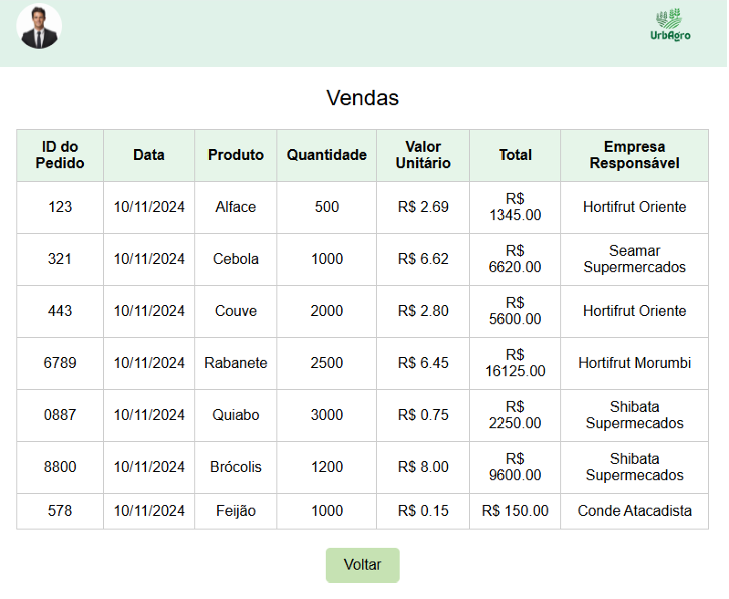 UrbAgro
Vendas
ID do Pedido Data Produto Quantidade Valor Unitário Total Empresa Responsável
123 10/11/2024 Alface 500 R$ 2.69 R$ 1345.00 Hortifrut Oriente
321 10/11/2024 Cebola 1000 R$ 6.62 R$ 6620.00 Seamar Supermercados
443 10/11/2024 Couve 2000 R$ 2.80 R$ 5600.00 Hortifrut Oriente
6789 10/11/2024 Rabanete 2500 R$ 6.45 R$ 16125.00 Hortifrut Morumbi
0887 10/11/2024 Quiabo 3000 R$ 0.75 R$ 2250.00 Shibata Supermecados
8800 10/11/2024 Brócolis 1200 R$ 8.00 R$ 9600.00 Shibata Supermecados
578 10/11/2024 Feijão 1000 R$ 0.15 R$ 150.00 Conde Atacadista
Voltar